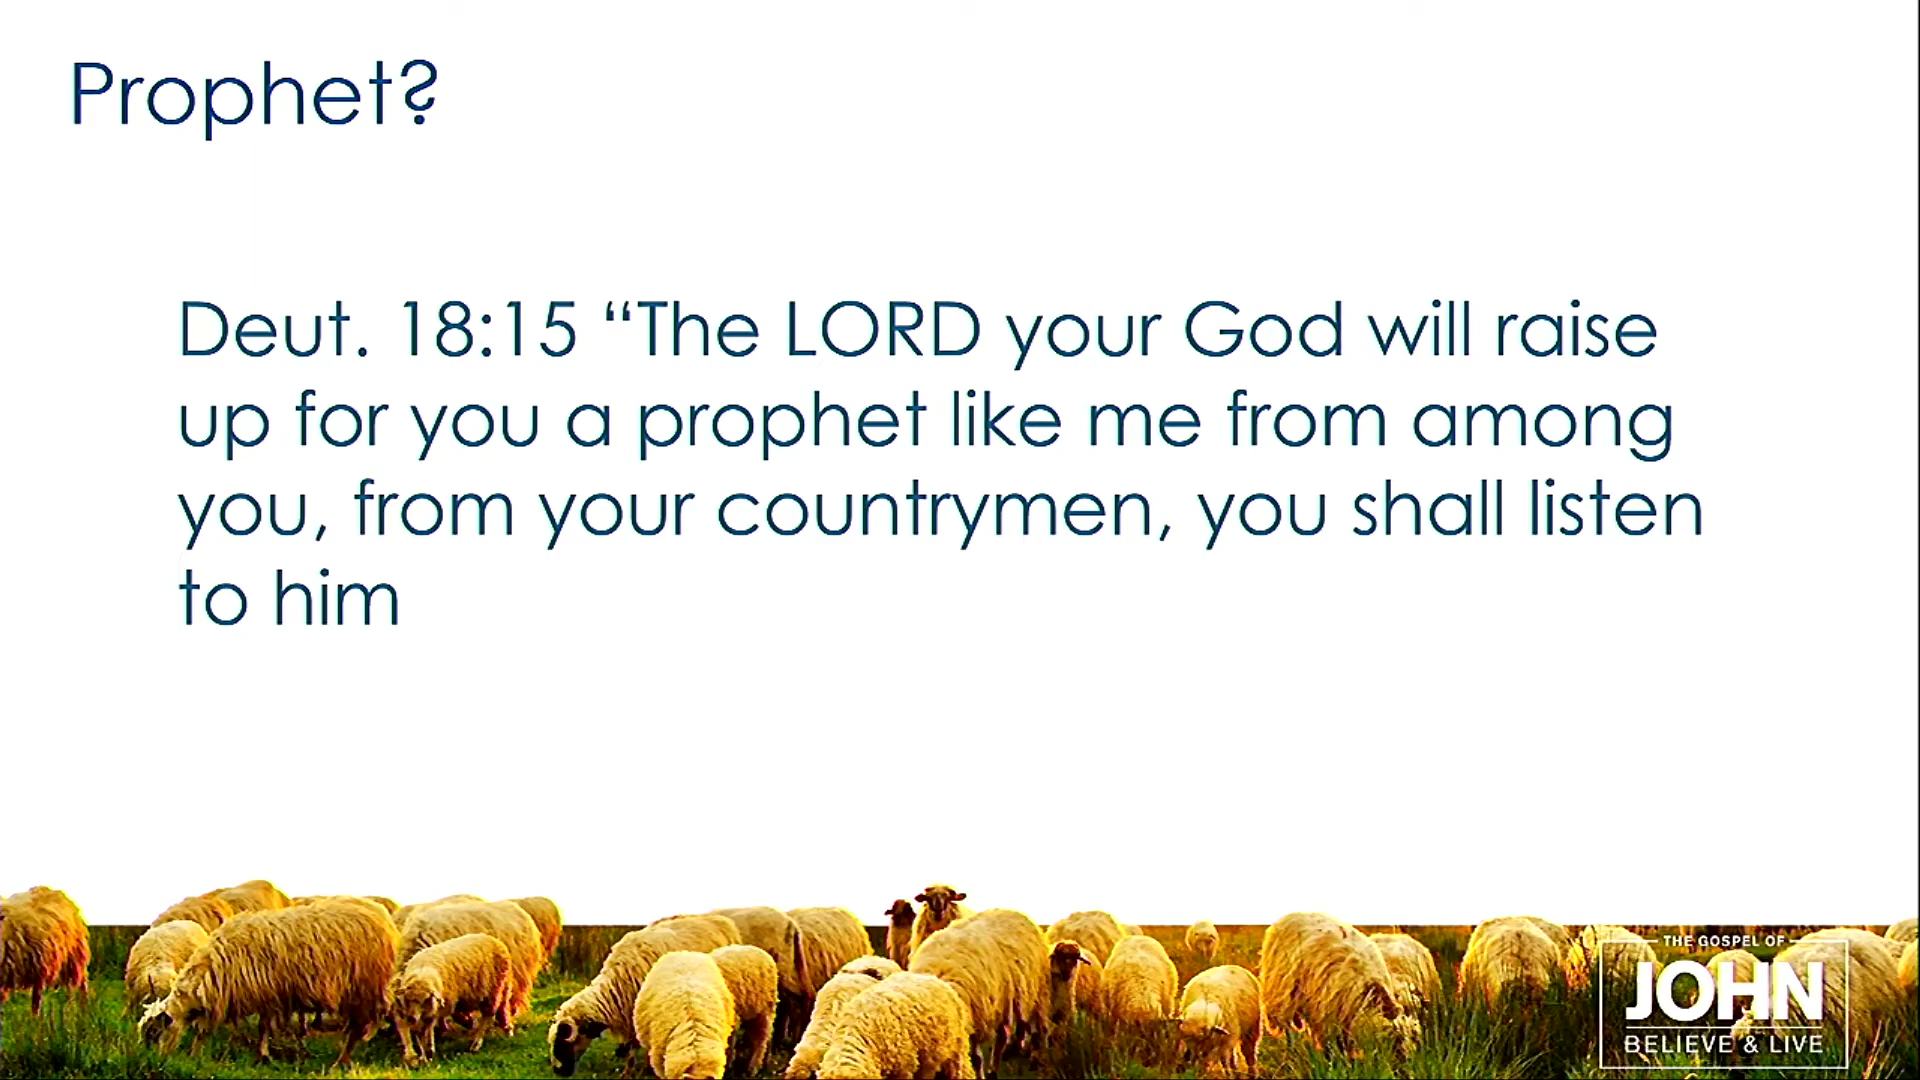 Prophet?
Deut. 18:15 “The LORD your God will raise
up for you a prophet like me from among
you, from your countrymen, you shall listen
to him
THE GOSPEL OF
JOHN
BELIEVE & LIVE